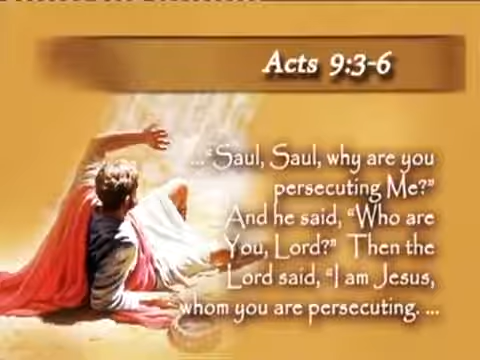 Acts 9:3-6
..."Saul, Saul, why are you
persecuting Me?"
And he said, "Who are
You, Lord?" Then the
Lord said, "I am Jesus,
whom you are persecuting. ...